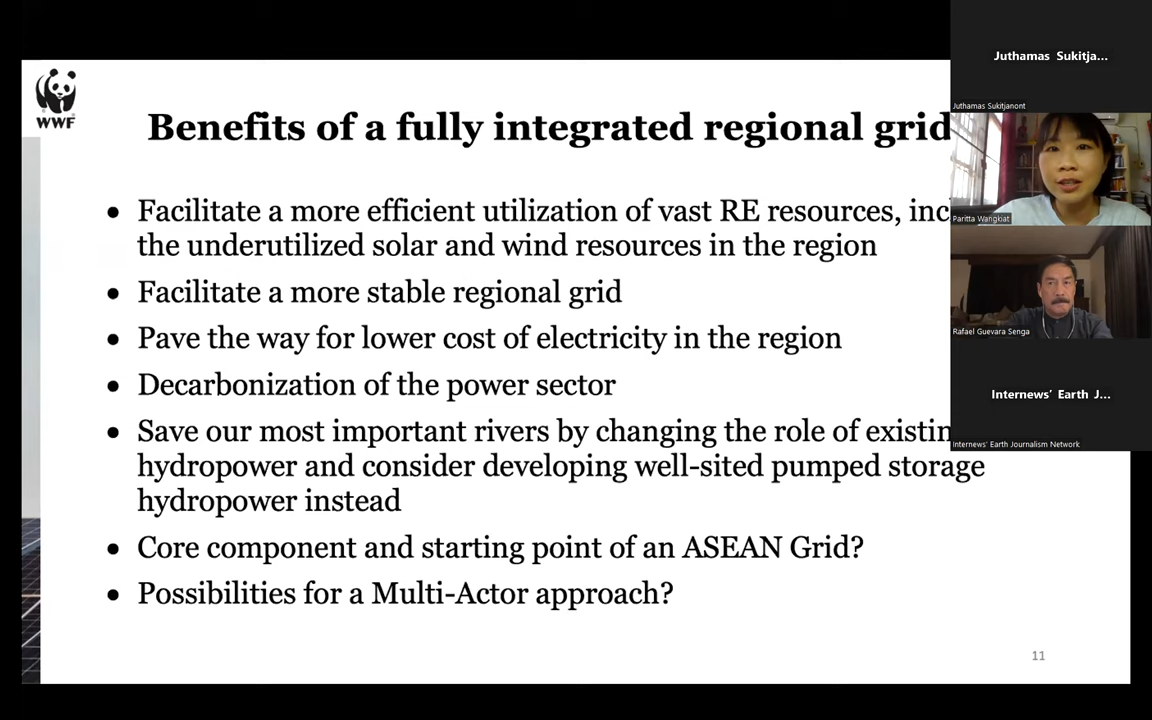 WWF
Benefits of a fully integrated regional grid
Facilitate a more efficient utilization of vast RE resources,
the underutilized solar and wind resources in the region
Facilitate a more stable regional grid
Pave the way for lower cost of electricity in the region
Decarbonization of the power sector
Save our most important rivers by changing the role of
hydropower and consider developing well-sited pumped storage
hydropower instead
Core component and starting point of an ASEAN Grid?
Possibilities for a Multi-Actor approach?
11
Juthamas Sukitja...
Juthamas Sukitjanont
Paritta Wangkiat
Rafael Guevara Senga
Internews' Earth J...
Internews' Earth Journalism Network